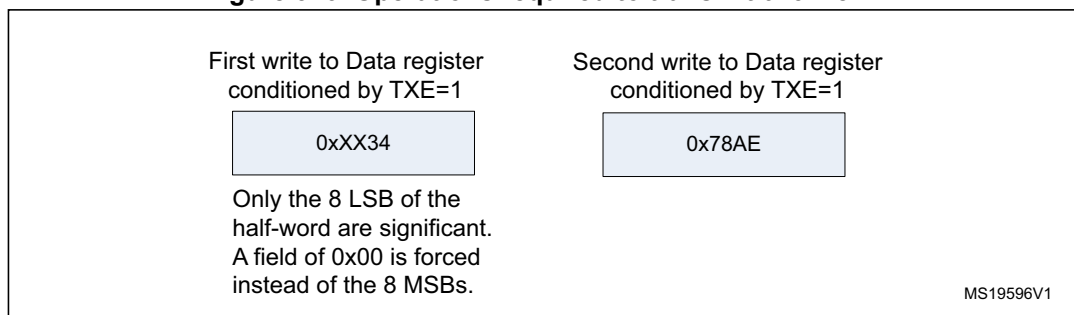 First write to Data register
conditioned by TXE=1
0xXX34
Only the 8 LSB of the
half-word are significant.
A field of 0x00 is forced
instead of the 8 MSBs.
Second write to Data register
conditioned by TXE=1
0x78AE
MS19596V1